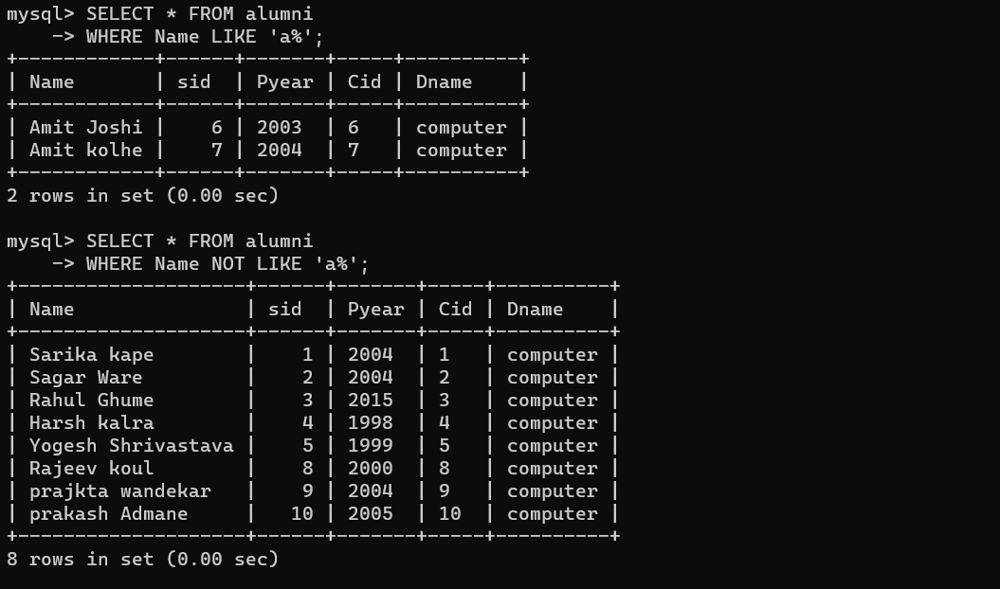 mysql> SELECT * FROM alumni
    -> WHERE Name LIKE 'a%';
+------------+------+-------+-----+----------+
| Name       | sid  | Pyear | Cid | Dname    |
+------------+------+-------+-----+----------+
| Amit Joshi |    6 | 2003  | 6   | computer |
| Amit kolhe |    7 | 2004  | 7   | computer |
+------------+------+-------+-----+----------+
2 rows in set (0.00 sec)

mysql> SELECT * FROM alumni
    -> WHERE Name NOT LIKE 'a%';
+--------------------+------+-------+-----+----------+
| Name               | sid  | Pyear | Cid | Dname    |
+--------------------+------+-------+-----+----------+
| Sarika kape        |    1 | 2004  | 1   | computer |
| Sagar Ware         |    2 | 2004  | 2   | computer |
| Rahul Ghume        |    3 | 2015  | 3   | computer |
| Harsh kalra        |    4 | 1998  | 4   | computer |
| Yogesh Shrivastava |    5 | 1999  | 5   | computer |
| Rajeev koul        |    8 | 2000  | 8   | computer |
| prajkta wandekar   |    9 | 2004  | 9   | computer |
| prakash Admane     |   10 | 2005  | 10  | computer |
+--------------------+------+-------+-----+----------+
8 rows in set (0.00 sec)